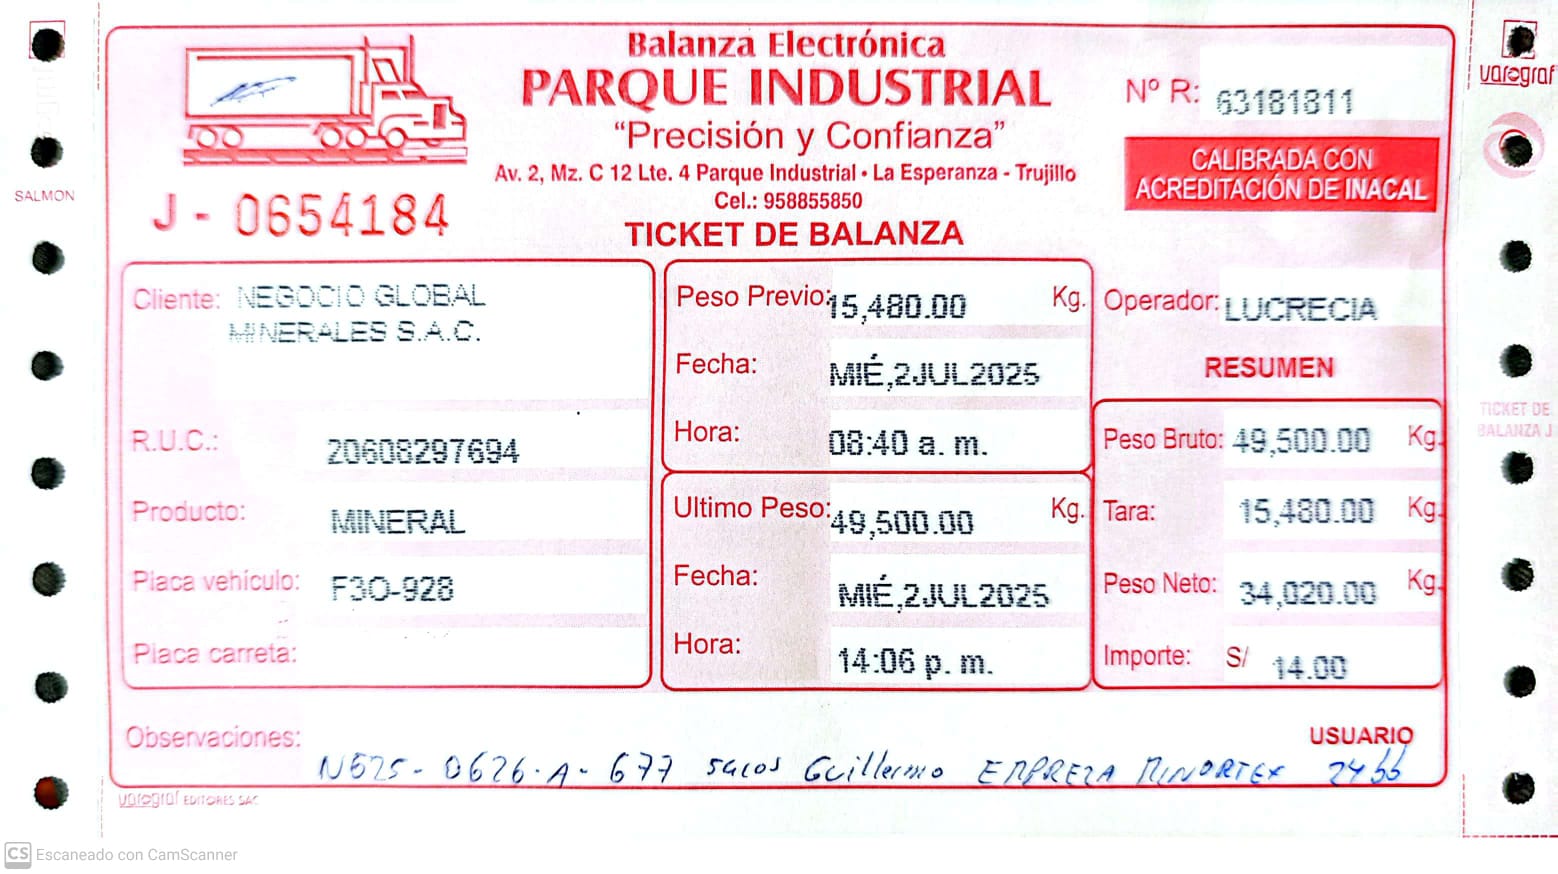 Balanza Electrónica
PARQUE INDUSTRIAL
"Precisión y Confianza"
Av. 2, Mz. C 12 Lte. 4 Parque Industrial • La Esperanza - Trujillo
Cel.: 958855850
TICKET DE BALANZA
Nº R: 63181811
CALIBRADA CON
ACREDITACIÓN DE INACAL
J - 0654184
SALMON
Cliente: NEGOCIO GLOBAL
MINERALES S.A.C.
R.U.C.: 20608297694
Producto: MINERAL
Placa vehículo: F3O-928
Placa carreta:
Peso Previo: 15,480.00 Kg.
Fecha: MIÉ,2JUL2025
Hora: 08:40 a. m.
Ultimo Peso: 49,500.00 Kg.
Fecha: MIÉ,2JUL2025
Hora: 14:06 p. m.
Operador: LUCRECIA
RESUMEN
Peso Bruto: 49,500.00 Kg.
Tara: 15,480.00 Kg.
Peso Neto: 34,020.00 Kg.
Importe: S/ 14.00
Observaciones:
USUARIO
0626-A-677 sacos Guillermo EMPRESA MINORTEX
varograf EDITORES SAC
varograf
TICKET DE
BALANZA J
CS Escaneado con CamScanner